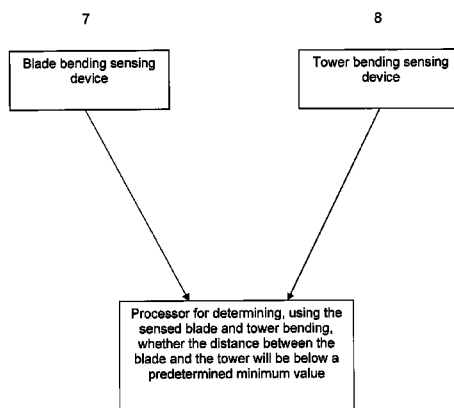 7
8
Blade bending sensing
device
Tower bending sensing
device
Processor for determining, using the
sensed blade and tower bending,
whether the distance between the
blade and the tower will be below a
predetermined minimum value